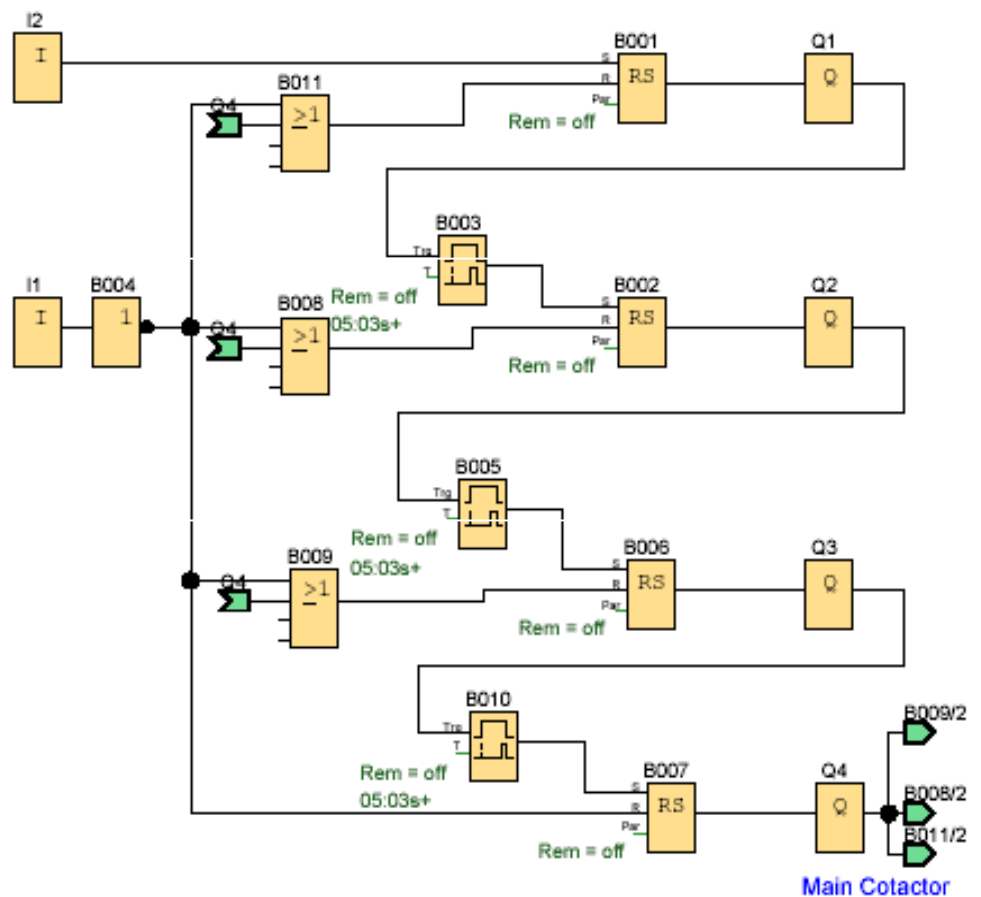 I2
I
B011
Q4
>1
B001
S
R
Par
RS
Rem = off
Q1
Q
B003
Trg
T
Rem = off
05:03s+
I1
I
B004
1
B008
Q4
>1
B002
S
R
Par
RS
Rem = off
Q2
Q
B005
Trg
T
Rem = off
05:03s+
B009
Q4
>1
B006
S
R
Par
RS
Rem = off
Q3
Q
B010
Trg
T
Rem = off
05:03s+
B007
S
R
Par
RS
Rem = off
Q4
Q
B009/2
B008/2
B011/2
Main Cotactor